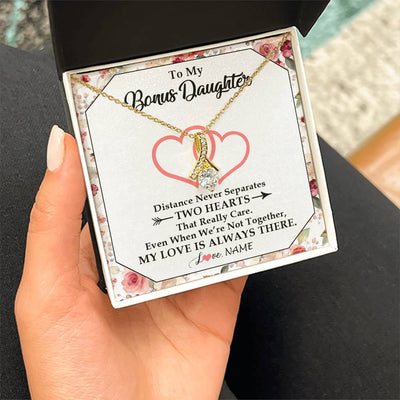 To My
Bonus Daughter
Distance Never Separates
TWO HEARTS
That Really Care.
Even When We're Not Together,
MY LOVE IS ALWAYS THERE.
Love, NAME